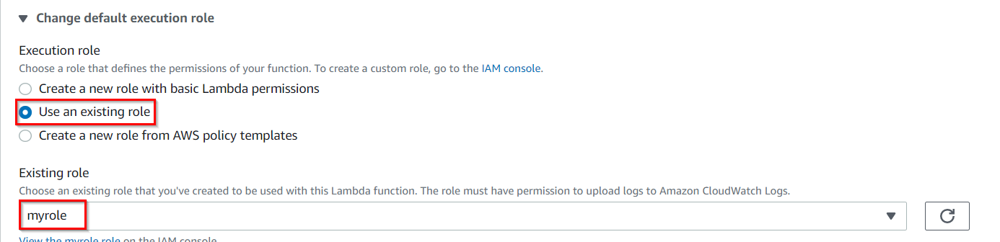 Change default execution role
Execution role
Choose a role that defines the permissions of your function. To create a custom role, go to the IAM console.
Create a new role with basic Lambda permissions
Use an existing role
Create a new role from AWS policy templates
Existing role
Choose an existing role that you've created to be used with this Lambda function. The role must have permission to upload logs to Amazon CloudWatch Logs.
myrole
View the myrole role on the IAM console.